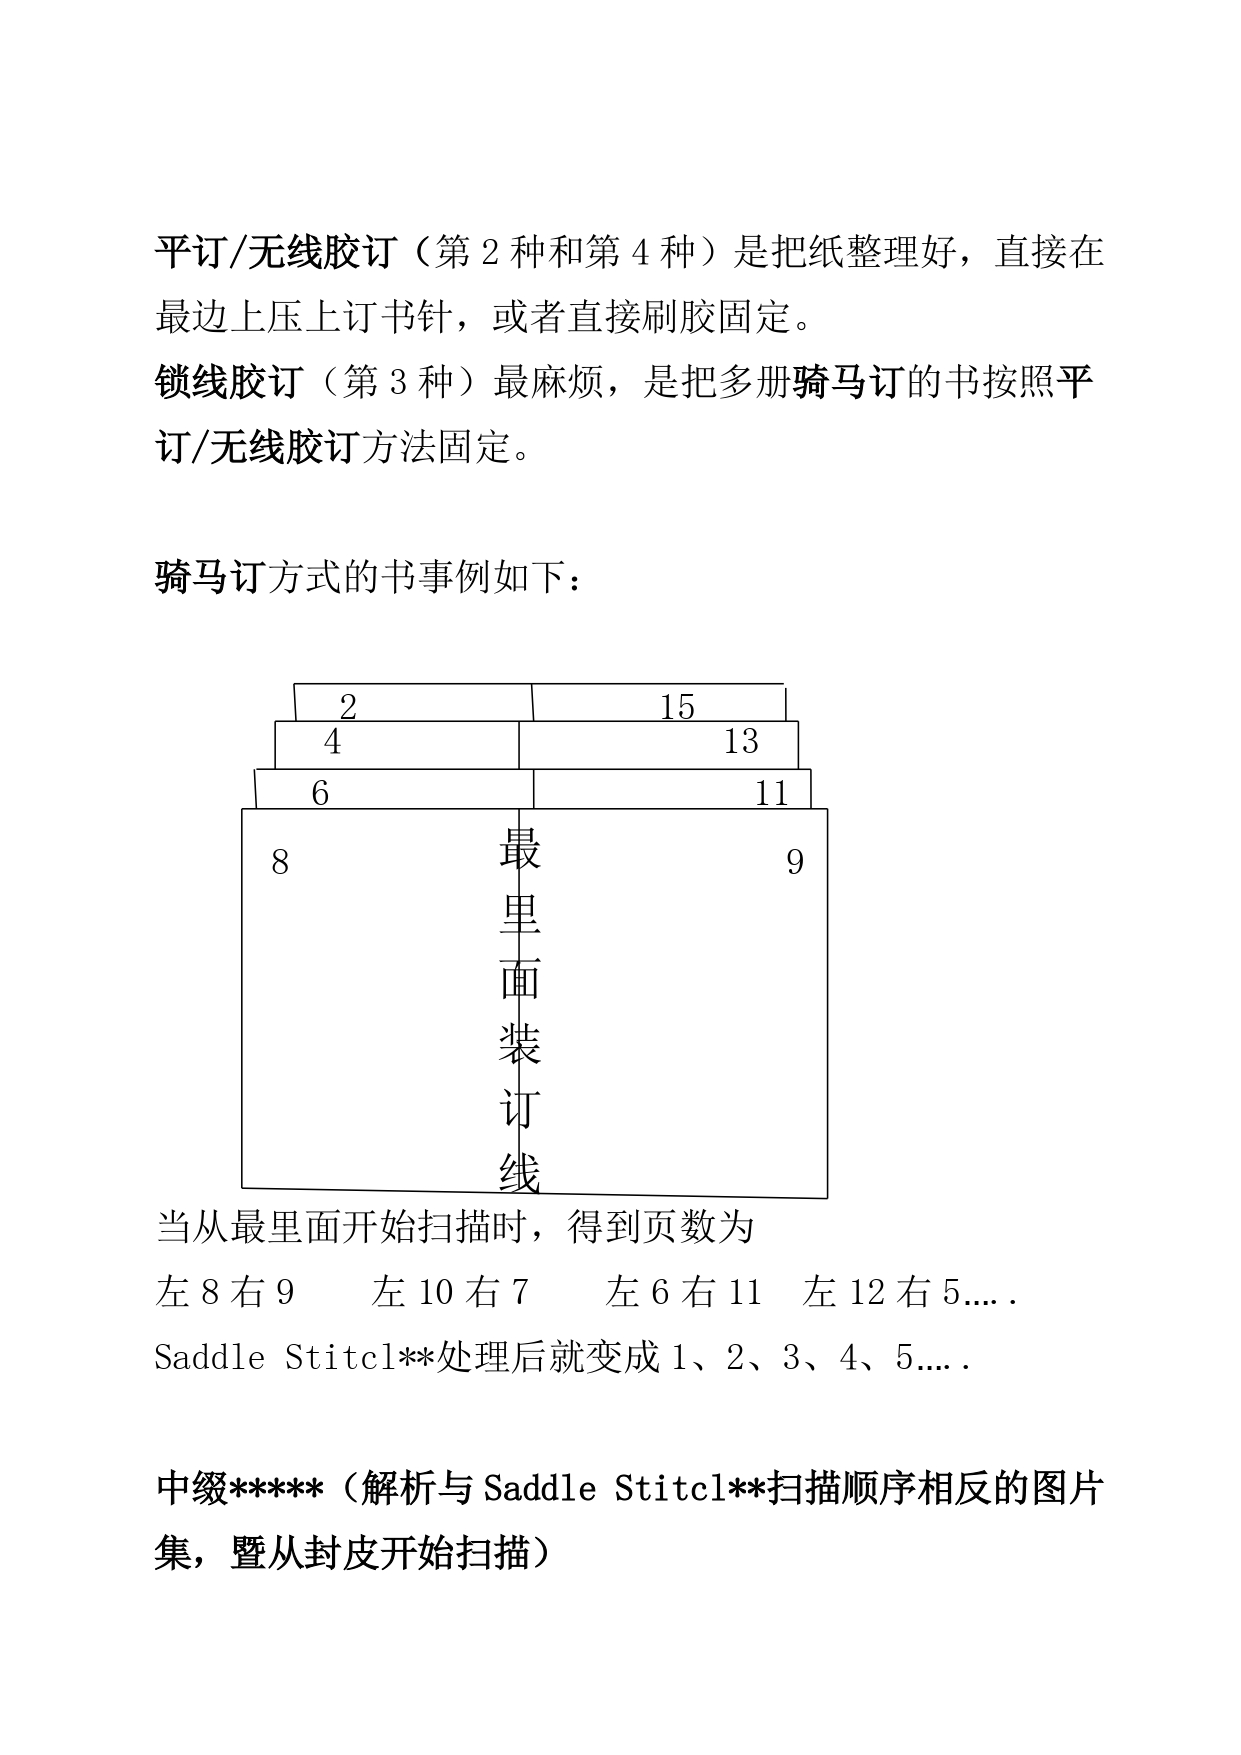 平订/无线胶订（第 2 种和第 4 种）是把纸整理好，直接在
最边上压上订书针，或者直接刷胶固定。
锁线胶订（第 3 种）最麻烦，是把多册骑马订的书按照平
订/无线胶订方法固定。
骑马订方式的书事例如下：
2 15
4 13
6 11
8 9
最
里
面
装
订
线
当从最里面开始扫描时，得到页数为
左 8 右 9 左 10 右 7 左 6 右 11 左 12 右 5…..
Saddle Stitcl**处理后就变成 1、2、3、4、5…..
中缀*****（解析与 Saddle Stitcl**扫描顺序相反的图片
集，暨从封皮开始扫描）